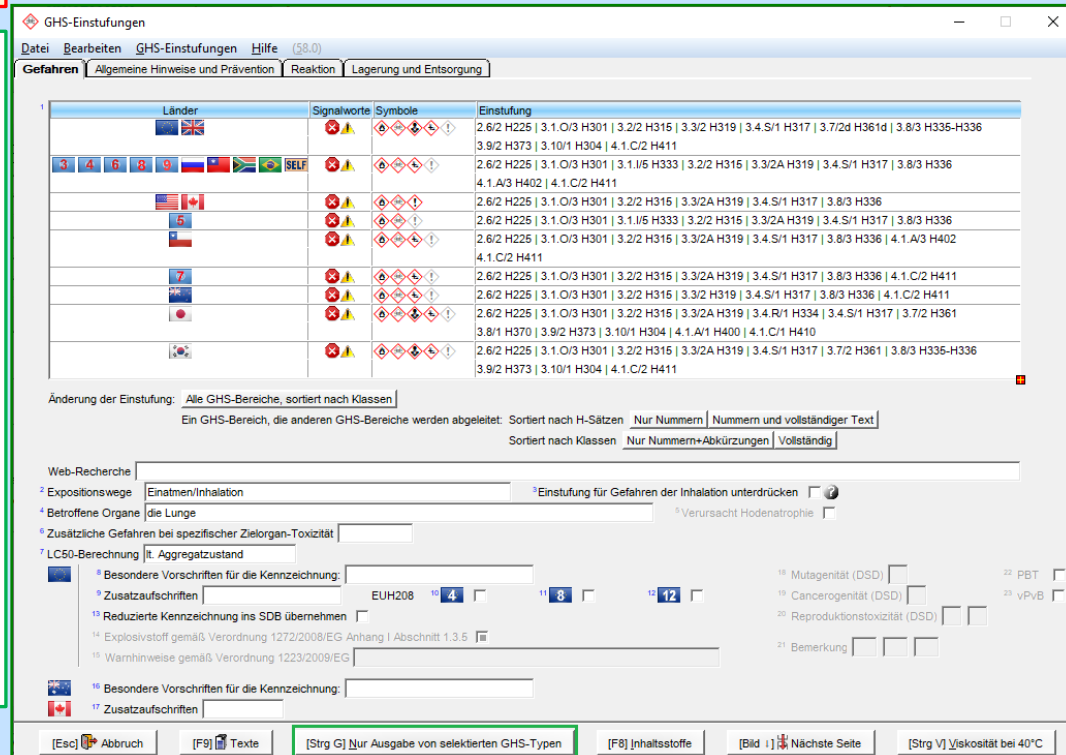 GHS-Einstufungen
Datei Bearbeiten GHS-Einstufungen Hilfe (58.0)
Gefahren Allgemeine Hinweise und Prävention Reaktion Lagerung und Entsorgung
1 Länder Signalworte Symbole Einstufung
2.6/2 H225 | 3.1.O/3 H301 | 3.2/2 H315 | 3.3/2 H319 | 3.4.S/1 H317 | 3.7/2d H361d | 3.8/3 H335-H336
3.9/2 H373 | 3.10/1 H304 | 4.1.C/2 H411
3 4 6 8 9 SELF 2.6/2 H225 | 3.1.O/3 H301 | 3.1.I/5 H333 | 3.2/2 H315 | 3.3/2A H319 | 3.4.S/1 H317 | 3.8/3 H336
4.1.A/3 H402 | 4.1.C/2 H411
2.6/2 H225 | 3.1.O/3 H301 | 3.2/2 H315 | 3.3/2A H319 | 3.4.S/1 H317 | 3.8/3 H336
5 2.6/2 H225 | 3.1.O/3 H301 | 3.1.I/5 H333 | 3.2/2 H315 | 3.3/2A H319 | 3.4.S/1 H317 | 3.8/3 H336
2.6/2 H225 | 3.1.O/3 H301 | 3.2/2 H315 | 3.3/2A H319 | 3.4.S/1 H317 | 3.8/3 H336 | 4.1.A/3 H402
4.1.C/2 H411
7 2.6/2 H225 | 3.1.O/3 H301 | 3.2/2 H315 | 3.3/2A H319 | 3.4.S/1 H317 | 3.8/3 H336 | 4.1.C/2 H411
2.6/2 H225 | 3.1.O/3 H301 | 3.2/2 H315 | 3.3/2 H319 | 3.4.S/1 H317 | 3.8/3 H336 | 4.1.C/2 H411
2.6/2 H225 | 3.1.O/3 H301 | 3.2/2 H315 | 3.3/2A H319 | 3.4.R/1 H334 | 3.4.S/1 H317 | 3.7/2 H361
3.8/1 H370 | 3.9/2 H373 | 3.10/1 H304 | 4.1.A/1 H400 | 4.1.C/1 H410
2.6/2 H225 | 3.1.O/3 H301 | 3.2/2 H315 | 3.3/2A H319 | 3.4.S/1 H317 | 3.7/2 H361 | 3.8/3 H335-H336
3.9/2 H373 | 3.10/1 H304 | 4.1.C/2 H411
Änderung der Einstufung: Alle GHS-Bereiche, sortiert nach Klassen
Ein GHS-Bereich, die anderen GHS-Bereiche werden abgeleitet: Sortiert nach H-Sätzen Nur Nummern Nummern und vollständiger Text
Sortiert nach Klassen Nur Nummern+Abkürzungen Vollständig
Web-Recherche
2 Expositionswege Einatmen/Inhalation 3 Einstufung für Gefahren der Inhalation unterdrücken ?
4 Betroffene Organe die Lunge 5 Verursacht Hodenatrophie
6 Zusätzliche Gefahren bei spezifischer Zielorgan-Toxizität
7 LC50-Berechnung lt. Aggregatzustand
8 Besondere Vorschriften für die Kennzeichnung: 18 Mutagenität (DSD) 22 PBT
9 Zusatzaufschriften EUH208 10 4 11 8 12 12 19 Cancerogenität (DSD) 23 vPvB
13 Reduzierte Kennzeichnung ins SDB übernehmen 20 Reproduktionstoxizität (DSD)
14 Explosivstoff gemäß Verordnung 1272/2008/EG Anhang I Abschnitt 1.3.5
15 Warnhinweise gemäß Verordnung 1223/2009/EG 21 Bemerkung
16 Besondere Vorschriften für die Kennzeichnung:
17 Zusatzaufschriften
[Esc] Abbruch [F9] Texte [Strg G] Nur Ausgabe von selektierten GHS-Typen [F8] Inhaltsstoffe [Bild ↓] Nächste Seite [Strg V] Viskosität bei 40°C